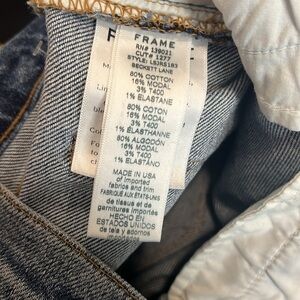 FRAME
RN# 139021
CUT# 1277
STYLE: LBJRS183
BECKETT LANE
80% COTTON
16% MODAL
3% T400
1% ELASTANE
80% COTON
16% MODAL
3% T400
1% ELASTHANNE
80% ALGODÓN
16% MODAL
3% T400
1% ELASTANO
MADE IN USA
of imported
fabrics and trim
FABRIQUÉ AUX ÉTATS-UNIS
de tissus et de
garnitures importés
HECHO EN
ESTADOS UNIDOS
de tela y adornos